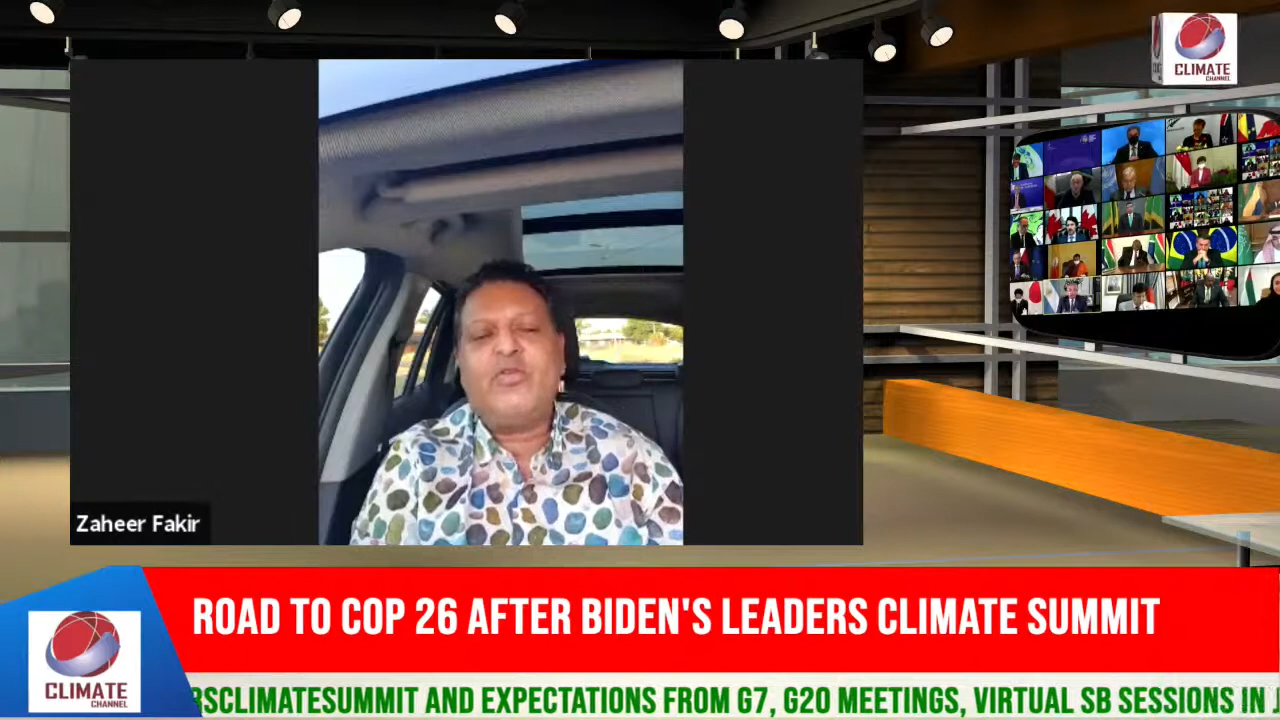 CLIMATE
CHANNEL
Zaheer Fakir
ROAD TO COP 26 AFTER BIDEN'S LEADERS CLIMATE SUMMIT
CLIMATE
CHANNEL
RSCLIMATESUMMIT AND EXPECTATIONS FROM G7, G20 MEETINGS, VIRTUAL SB SESSIONS IN J